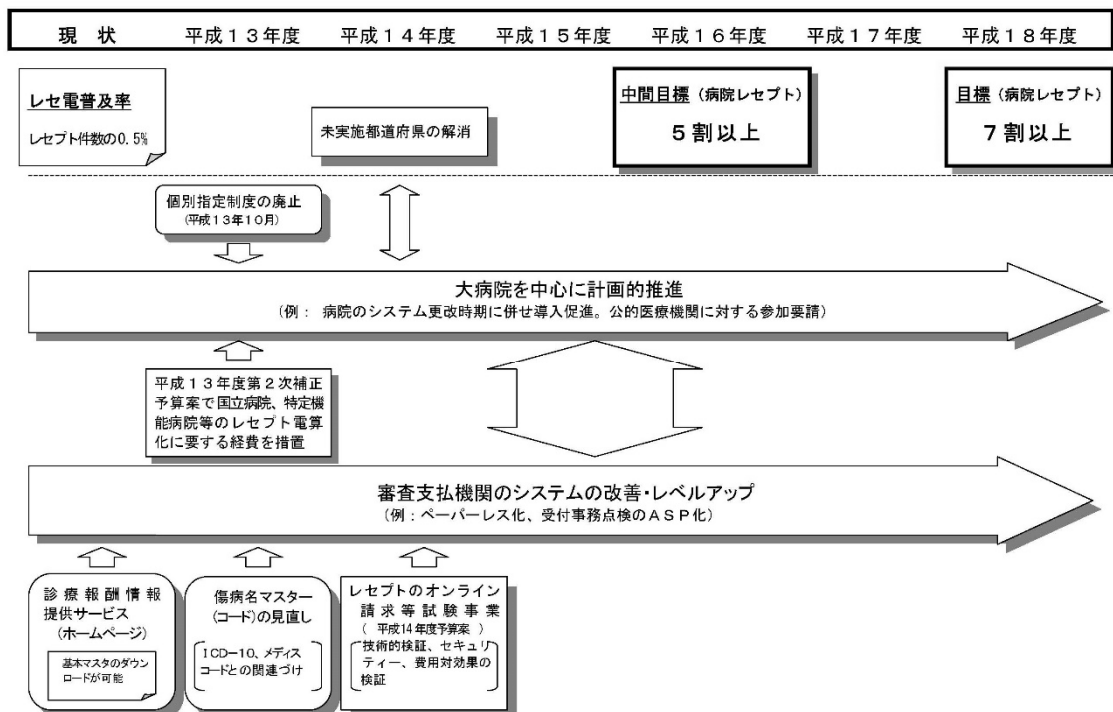 現 状 平成13年度 平成14年度 平成15年度 平成16年度 平成17年度 平成18年度
レセ電普及率
レセプト件数の0.5%
未実施都道府県の解消
中間目標(病院レセプト)
5割以上
目標(病院レセプト)
7割以上
個別指定制度の廃止
(平成13年10月)
大病院を中心に計画的推進
(例: 病院のシステム更改時期に併せ導入促進。公的医療機関に対する参加要請)
平成13年度第2次補正
予算案で国立病院、特定機
能病院等のレセプト電算
化に要する経費を措置
審査支払機関のシステムの改善・レベルアップ
(例:ペーパーレス化、受付事務点検のASP化)
診療報酬情報
提供サービス
(ホームページ)
基本マスタのダウン
ロードが可能
傷病名マスター
(コード)の見直し
ICD-10、メディス
コードとの関連づけ
レセプトのオンライン
請求等試験事業
(平成14年度予算案)
技術的検証、セキュリ
ティー、費用対効果の
検証